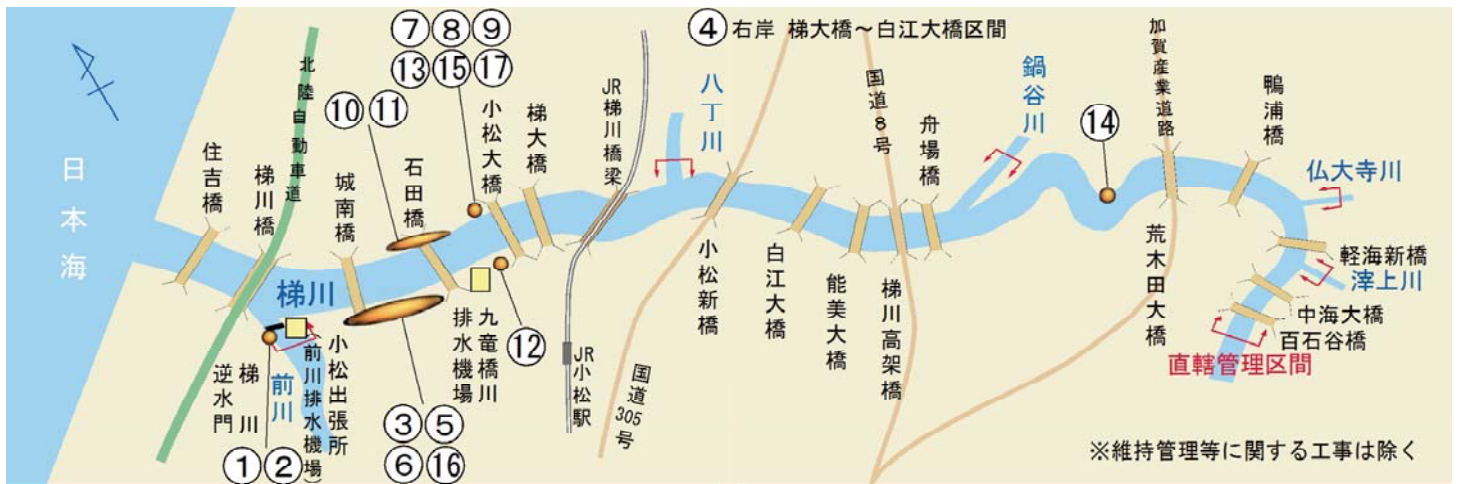 ⑦⑧⑨
⑬⑮⑰
④右岸 梯大橋～白江大橋区間
⑩⑪
北陸自動車道
住吉橋
梯川橋
城南橋
石田橋
小松大橋
梯大橋
JR梯川橋梁
八丁川
国道8号
舟場橋
鍋谷川
⑭
加賀産業道路
鴨浦橋
仏大寺川
日本海
梯川
小松新橋
白江大橋
能美大橋
梯川高架橋
荒木田大橋
軽海新橋
滓上川
中海大橋
百石谷橋
直轄管理区間
梯川
逆水門
前川
小松出張所
(前川排水機場)
九竜橋川
排水機場
⑫
JR小松駅
国道305号
①②
③⑤
⑥⑯
※維持管理等に関する工事は除く